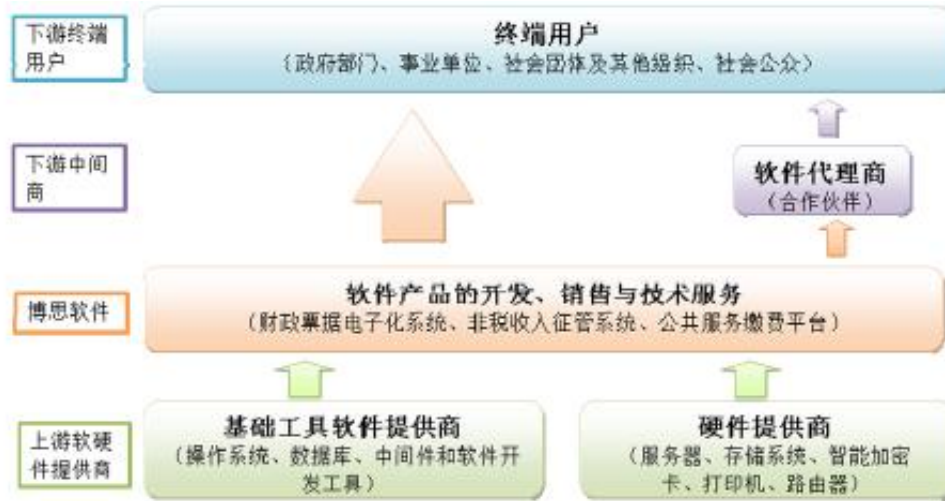 下游终端
用户
终端用户
（政府部门、事业单位、社会团体及其他组织、社会公众）
下游中间
商
软件代理商
（合作伙伴）
博思软件
软件产品的开发、销售与技术服务
（财政票据电子化系统、非税收入征管系统、公共服务缴费平台）
上游软硬
件提供商
基础工具软件提供商
（操作系统、数据库、中间件和软件开
发工具）
硬件提供商
（服务器、存储系统、智能加密
卡、打印机、路由器）